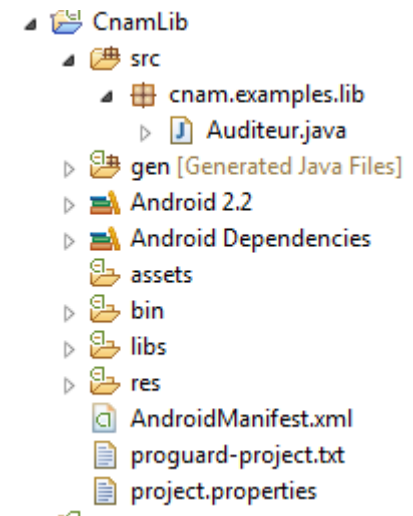 CnamLib
src
cnam.examples.lib
Auditeur.java
gen [Generated Java Files]
Android 2.2
Android Dependencies
assets
bin
libs
res
AndroidManifest.xml
proguard-project.txt
project.properties